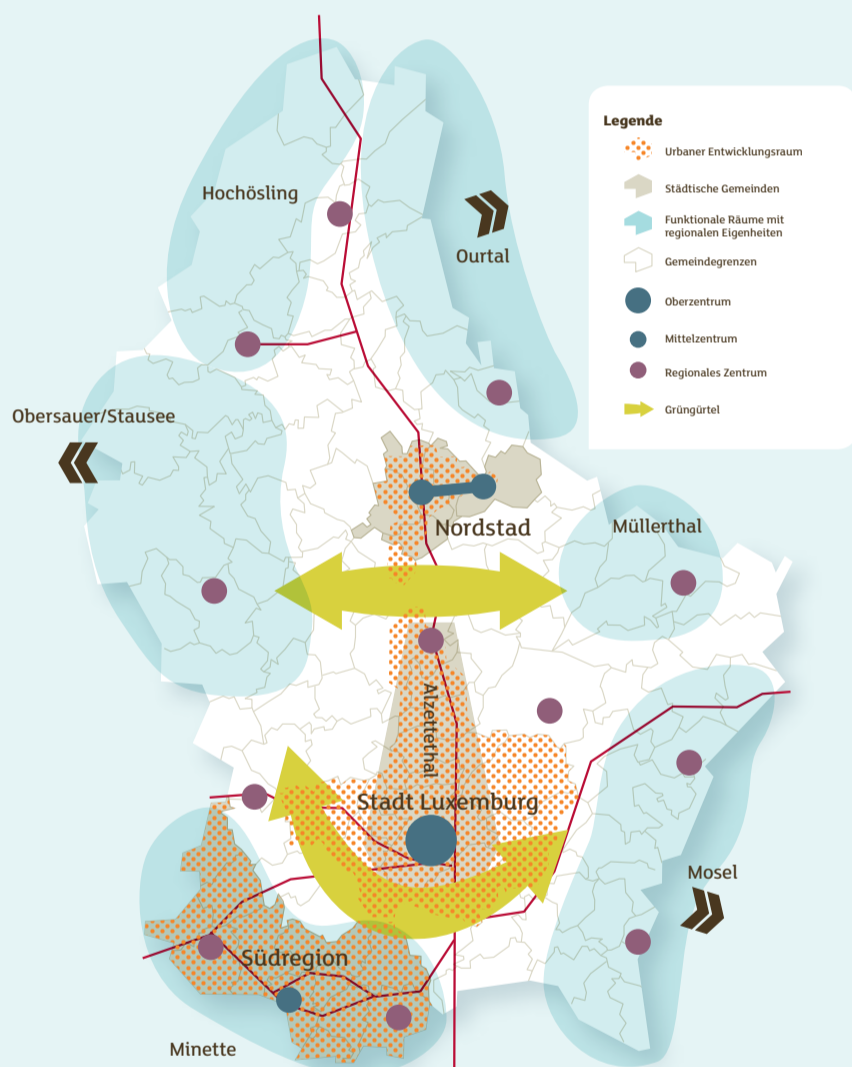 Legende
Urbaner Entwicklungsraum
Städtische Gemeinden
Funktionale Räume mit
regionalen Eigenheiten
Gemeindegrenzen
Oberzentrum
Mittelzentrum
Regionales Zentrum
Grüngürtel
Hochösling
Ourtal
Obersauer/Stausee
Nordstad
Müllerthal
Alzettethal
Stadt Luxemburg
Mosel
Südregion
Minette